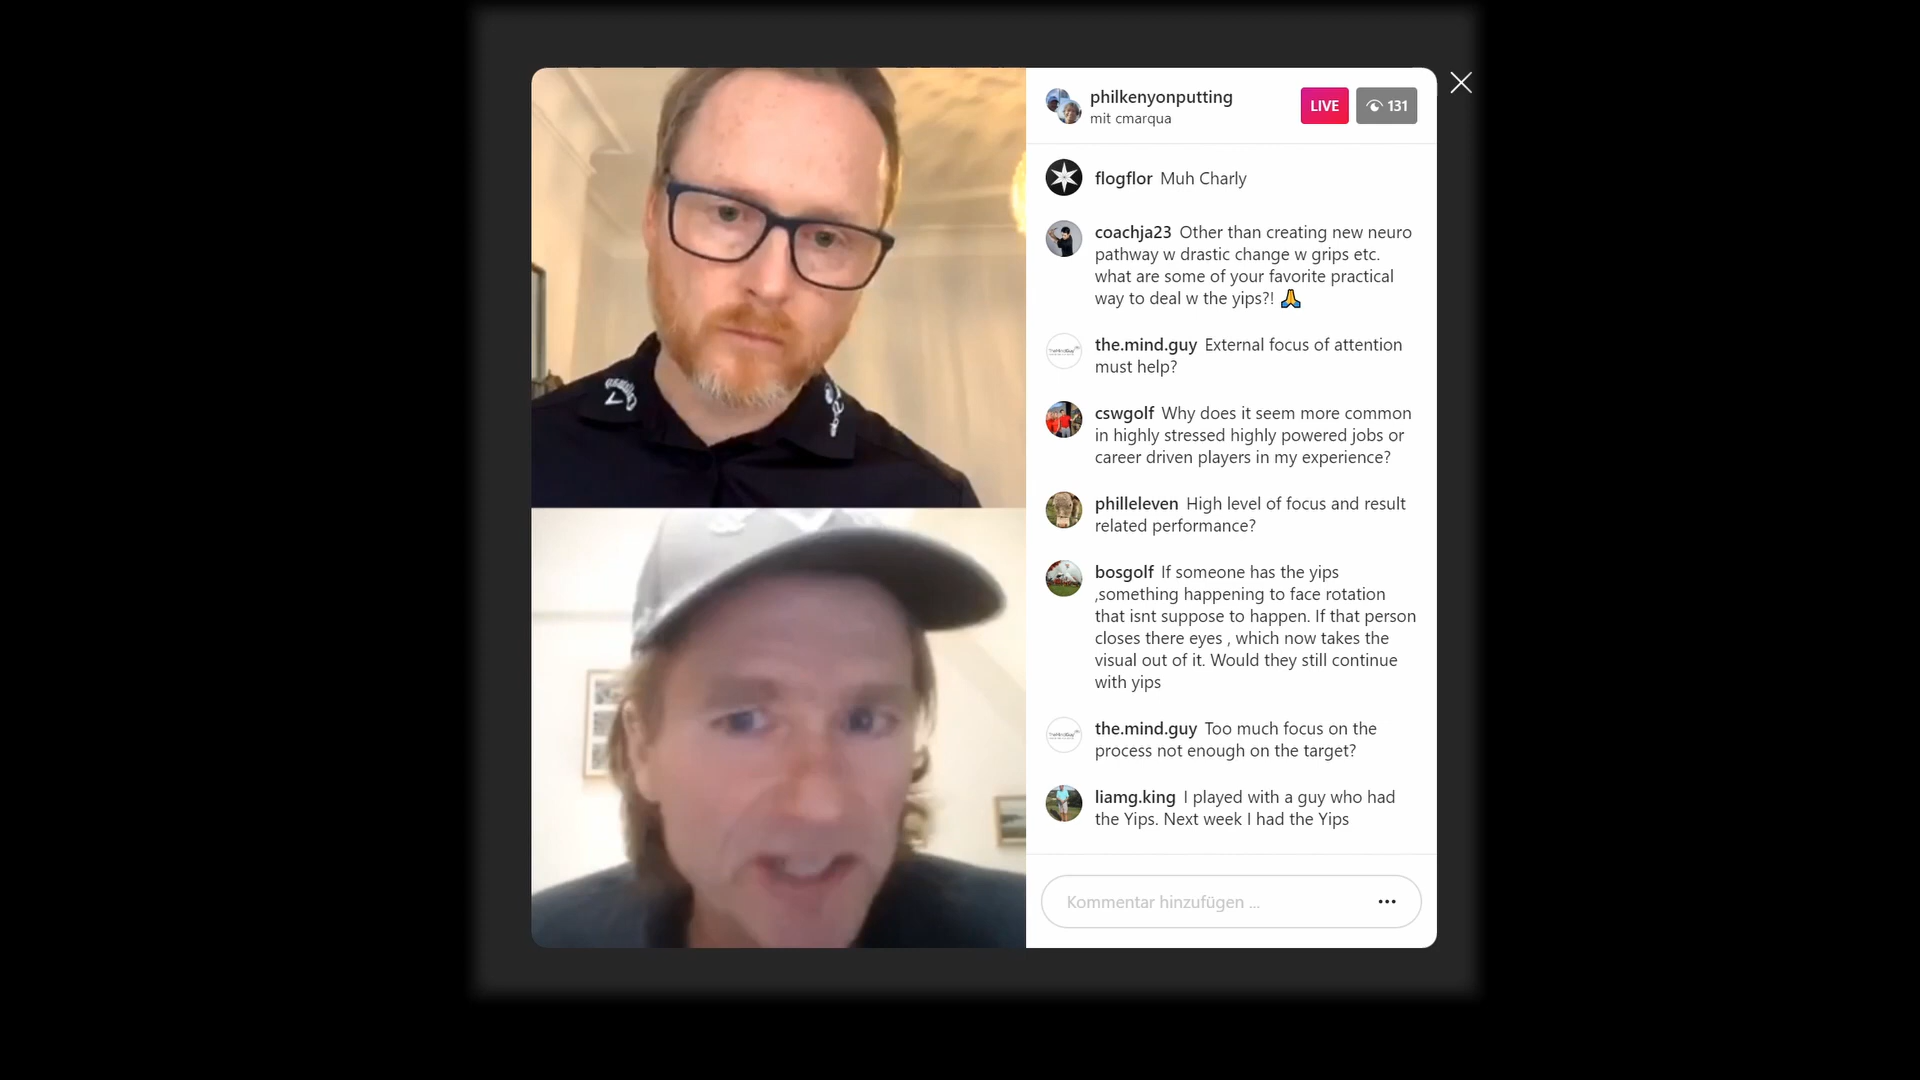 philkenyonputting
mit cmarqua
LIVE
131
flogflor Muh Charly
coachja23 Other than creating new neuro
pathway w drastic change w grips etc.
what are some of your favorite practical
way to deal w the yips?! 🙏
the.mind.guy External focus of attention
must help?
cswgolf Why does it seem more common
in highly stressed highly powered jobs or
career driven players in my experience?
philleleven High level of focus and result
related performance?
bosgolf If someone has the yips
,something happening to face rotation
that isnt suppose to happen. If that person
closes there eyes , which now takes the
visual out of it. Would they still continue
with yips
the.mind.guy Too much focus on the
process not enough on the target?
liamg.king I played with a guy who had
the Yips. Next week I had the Yips
Kommentar hinzufügen ...